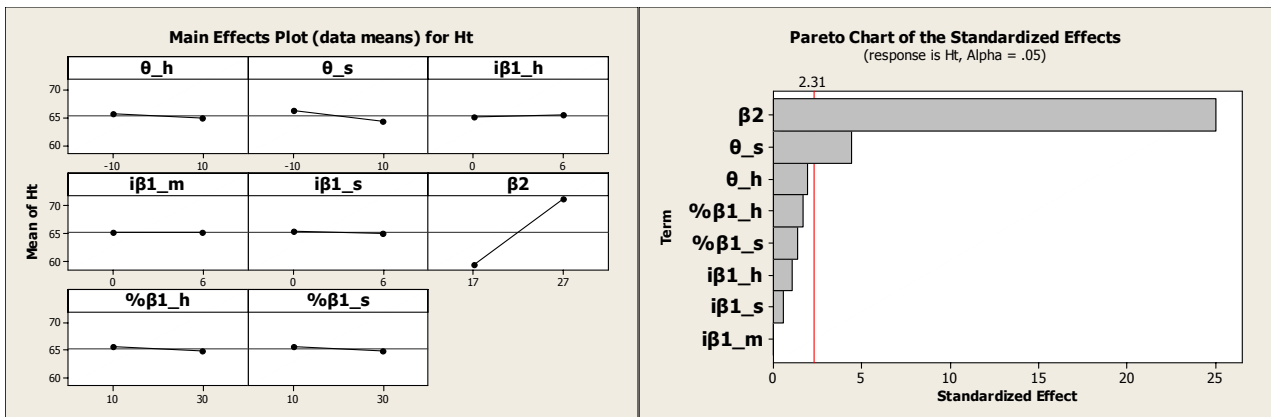 Main Effects Plot (data means) for Ht
θ_h θ_s iβ1_h
70
65
60
-10 10 -10 10 0 6
iβ1_m iβ1_s β2
70
65
60
0 6 0 6 17 27
%β1_h %β1_s
70
65
60
10 30 10 30
Mean of Ht
Pareto Chart of the Standardized Effects
(response is Ht, Alpha = .05)
2.31
β2
θ_s
θ_h
%β1_h
%β1_s
iβ1_h
iβ1_s
iβ1_m
Term
0 5 10 15 20 25
Standardized Effect